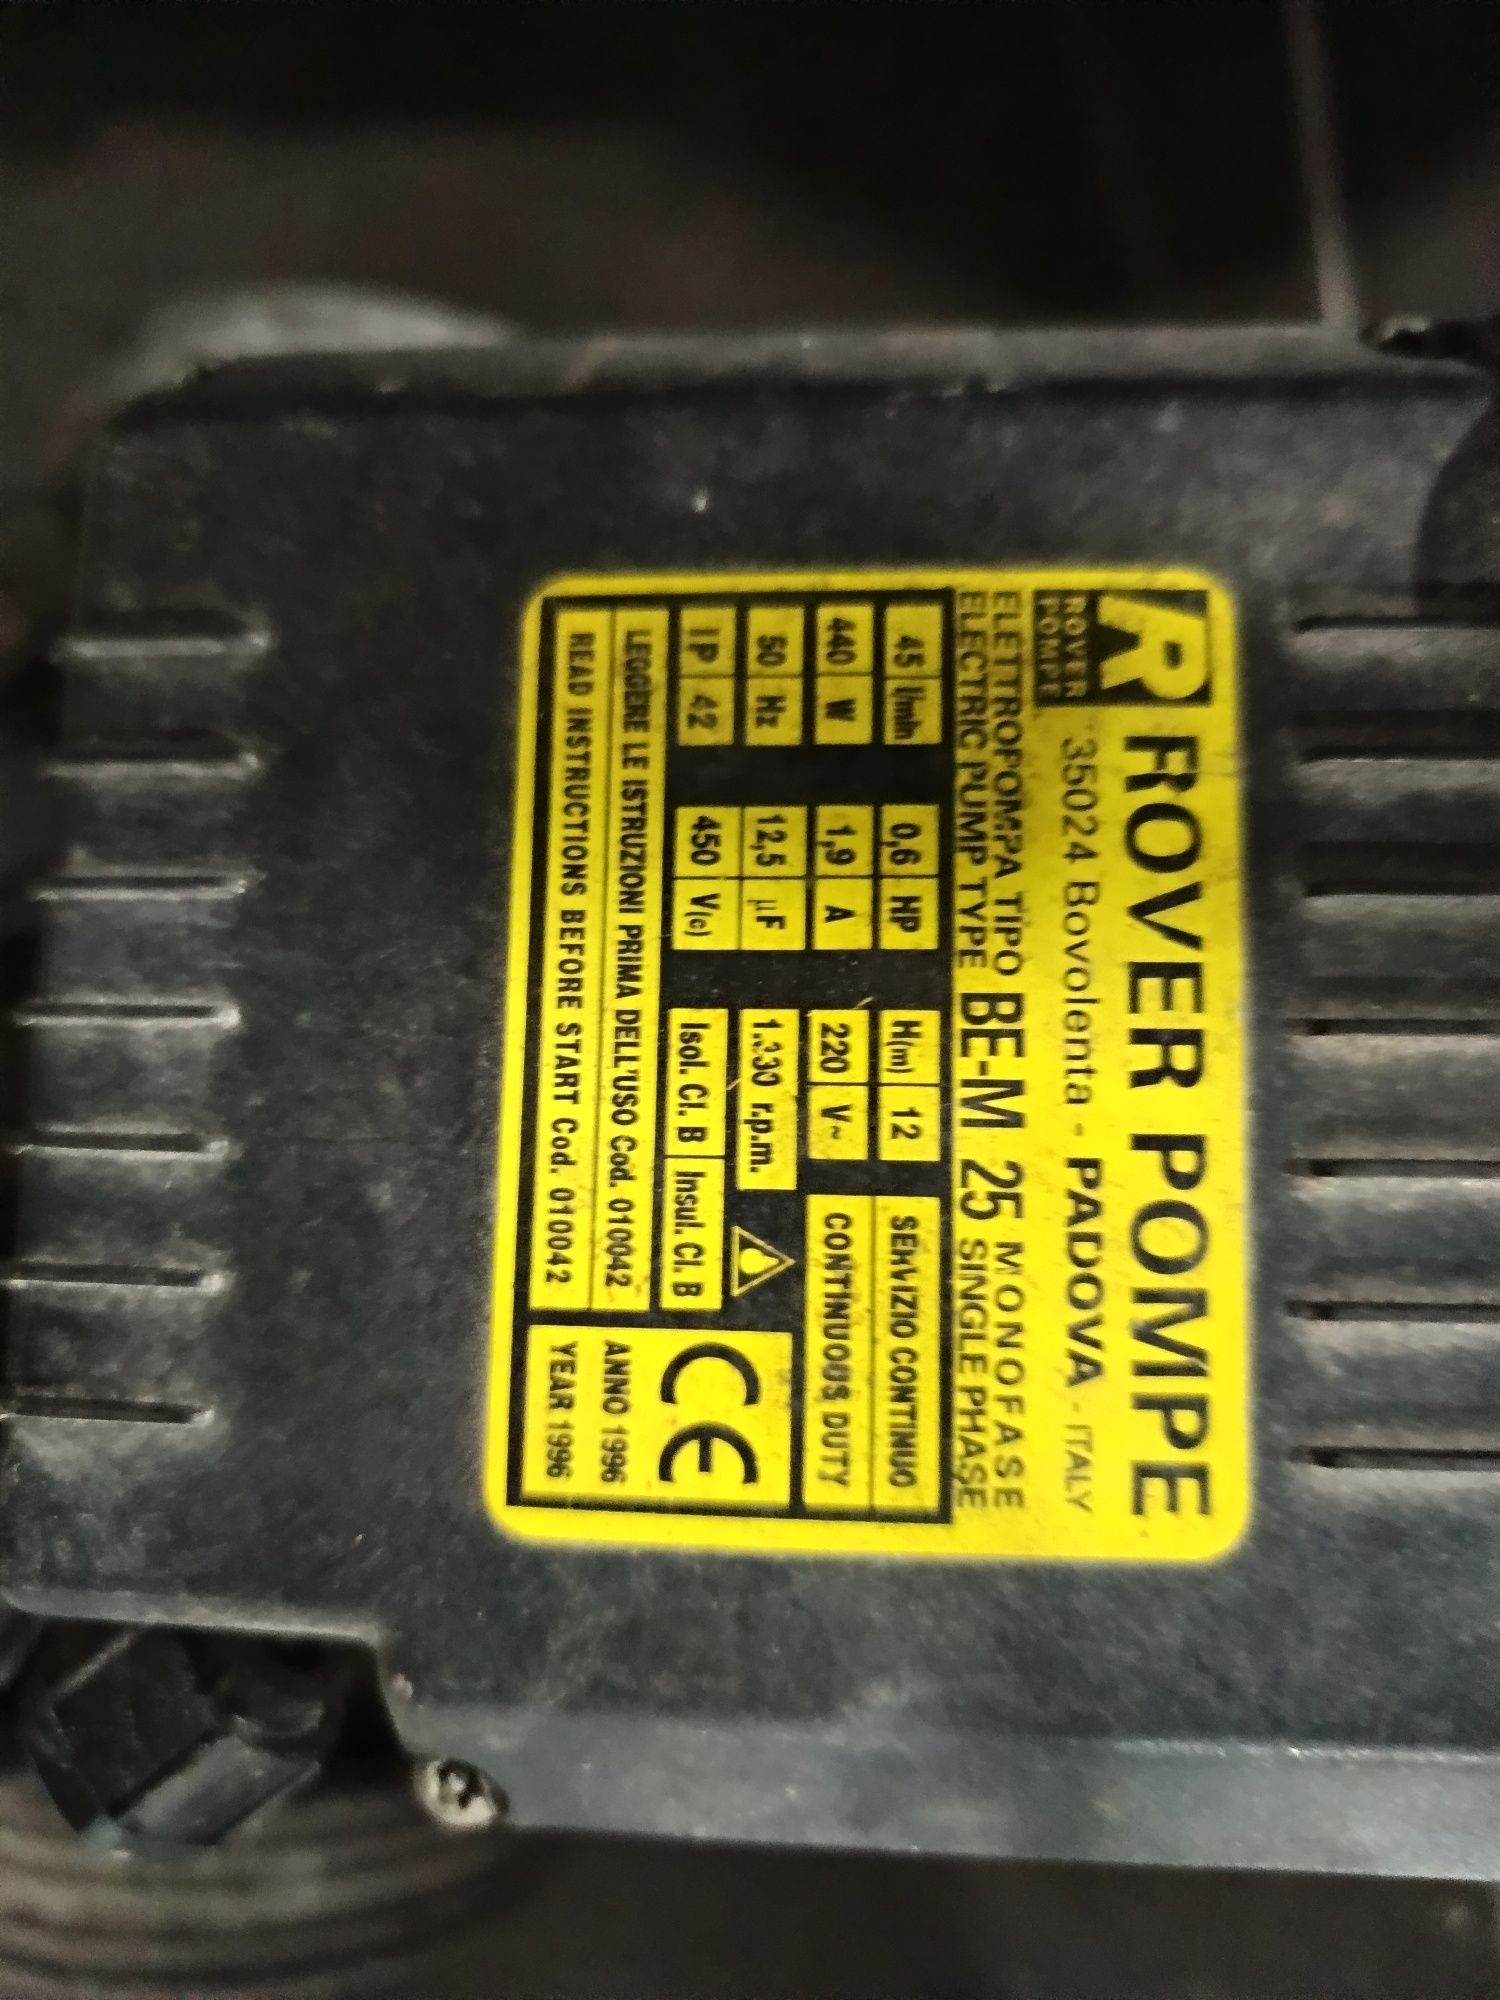 ROVER POMPE
ROVER
POMPE
35024 Bovolenta - PADOVA - ITALY
ELETTROPOMPA TIPO BE-M 25 MONOFASE
ELECTRIC PUMP TYPE SINGLE PHASE
45 l/min 0,6 HP H(m) 12 SERVIZIO CONTINUO
440 W 1,9 A 220 V~ CONTINUOUS DUTY
50 Hz 12,5 µF 1.330 r.p.m.
IP 42 450 V(c) Isol. Cl. B Insul. Cl. B CE
LEGGERE LE ISTRUZIONI PRIMA DELL'USO Cod. 010042 ANNO 1996
READ INSTRUCTIONS BEFORE START Cod. 010042 YEAR 1996